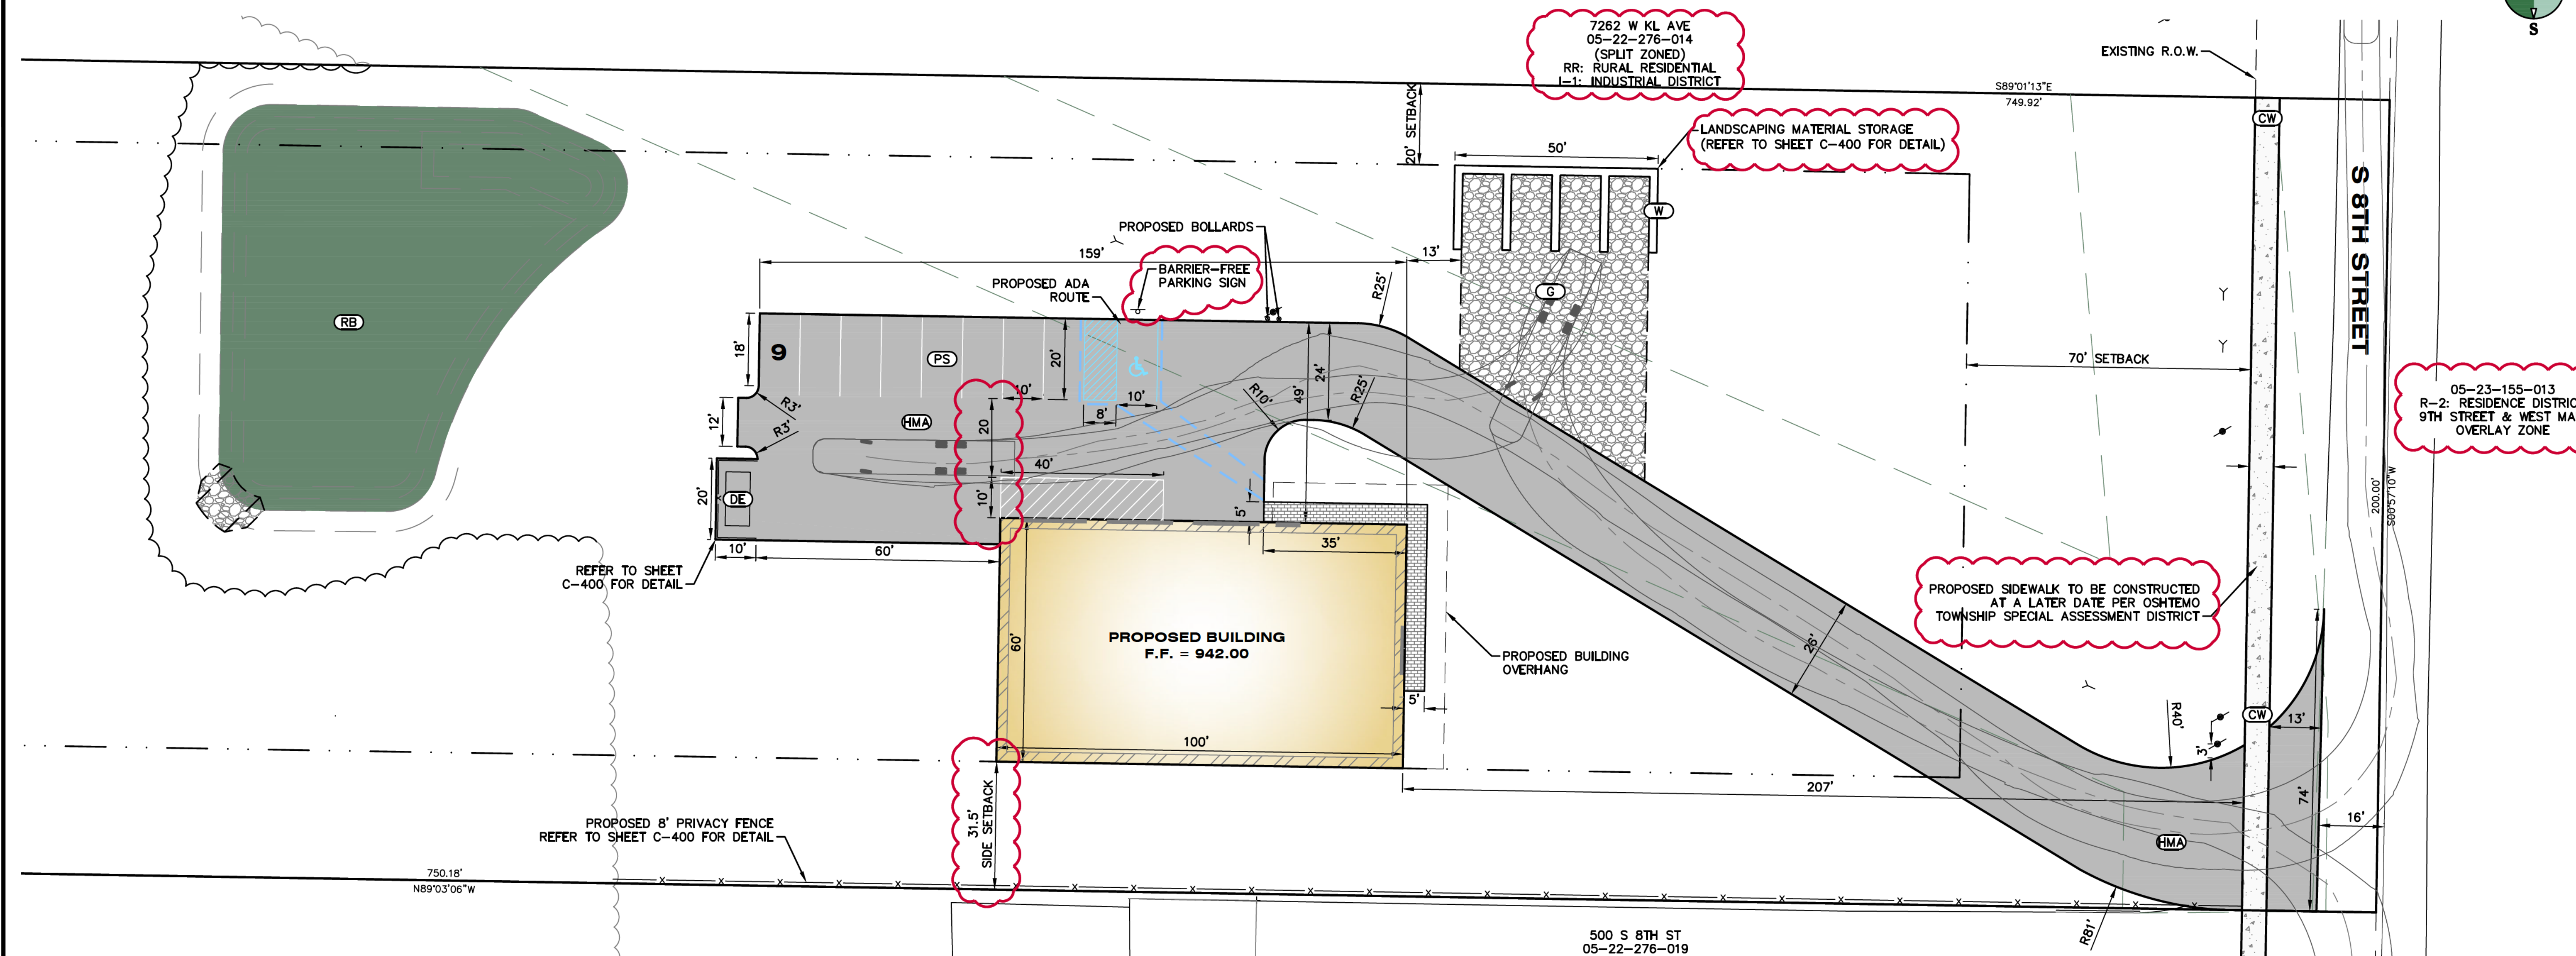 S
7262 W KL AVE
05-22-276-014
(SPLIT ZONED)
RR: RURAL RESIDENTIAL
I-1: INDUSTRIAL DISTRICT
EXISTING R.O.W.
S89°01'13"E
749.92'
20' SETBACK
CW
LANDSCAPING MATERIAL STORAGE
(REFER TO SHEET C-400 FOR DETAIL)
50'
W
S 8TH STREET
PROPOSED BOLLARDS
159'
13'
BARRIER-FREE
PARKING SIGN
PROPOSED ADA
ROUTE
R25'
G
RB
18'
9
PS
20'
24'
49'
R10'
R25'
70' SETBACK
05-23-155-013
R-2: RESIDENCE DISTRIC
9TH STREET & WEST MA
OVERLAY ZONE
10'
10'
8'
R3'
R3'
12'
HMA
20
40'
10'
20'
DE
5'
35'
200.00'
S00°57'10"W
10'
60'
REFER TO SHEET
C-400 FOR DETAIL
PROPOSED SIDEWALK TO BE CONSTRUCTED
AT A LATER DATE PER OSHTEMO
TOWNSHIP SPECIAL ASSESSMENT DISTRICT
60'
PROPOSED BUILDING
F.F. = 942.00
26'
PROPOSED BUILDING
OVERHANG
5'
100'
R40'
CW
13'
3'
207'
74'
16'
31.5'
SIDE SETBACK
PROPOSED 8' PRIVACY FENCE
REFER TO SHEET C-400 FOR DETAIL
HMA
750.18'
N89°03'06"W
X X X X X X X X X X X X X X X X X X X X X X X X X X X
R81'
500 S 8TH ST
05-22-276-019